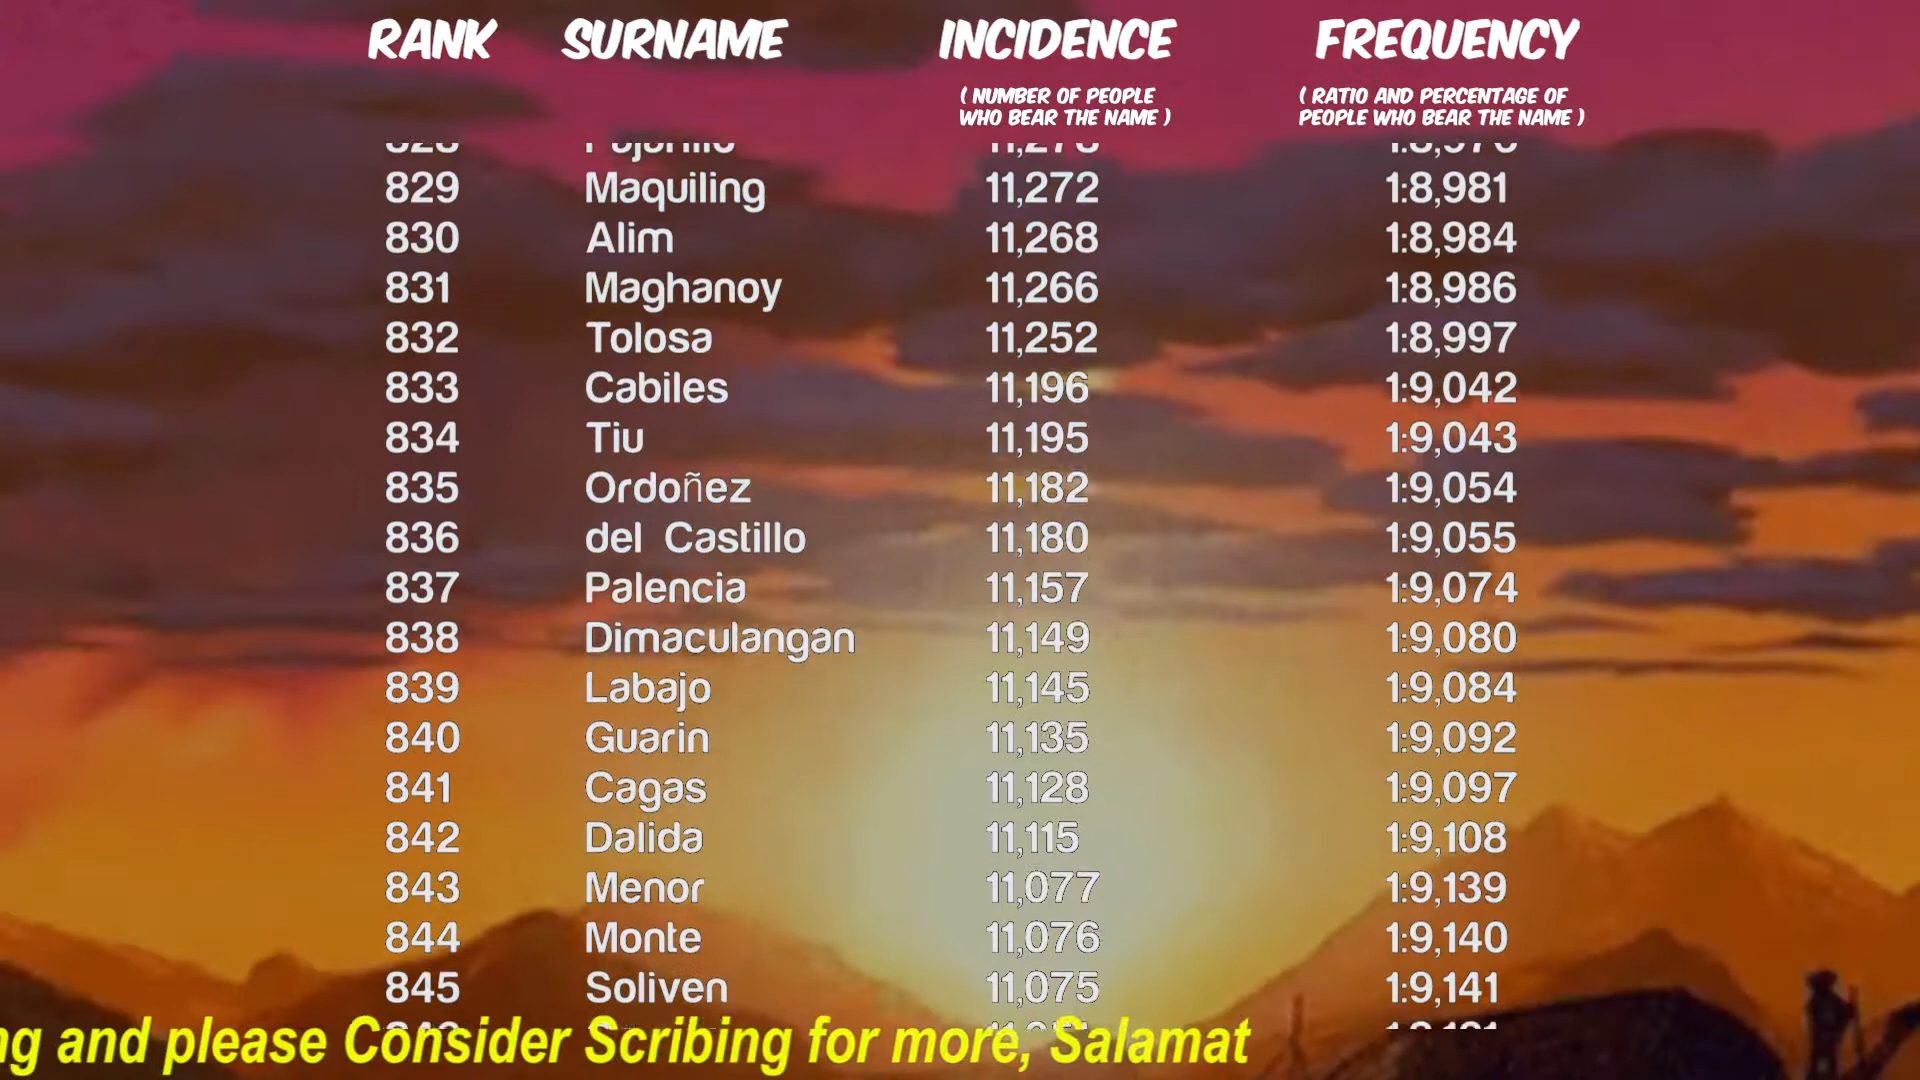 RANK SURNAME INCIDENCE FREQUENCY
( NUMBER OF PEOPLE ( RATIO AND PERCENTAGE OF
WHO BEAR THE NAME ) PEOPLE WHO BEAR THE NAME )
829 Maquiling 11,272 1:8,981
830 Alim 11,268 1:8,984
831 Maghanoy 11,266 1:8,986
832 Tolosa 11,252 1:8,997
833 Cabiles 11,196 1:9,042
834 Tiu 11,195 1:9,043
835 Ordoñez 11,182 1:9,054
836 del Castillo 11,180 1:9,055
837 Palencia 11,157 1:9,074
838 Dimaculangan 11,149 1:9,080
839 Labajo 11,145 1:9,084
840 Guarin 11,135 1:9,092
841 Cagas 11,128 1:9,097
842 Dalida 11,115 1:9,108
843 Menor 11,077 1:9,139
844 Monte 11,076 1:9,140
845 Soliven 11,075 1:9,141
ng and please Consider Scribing for more, Salamat